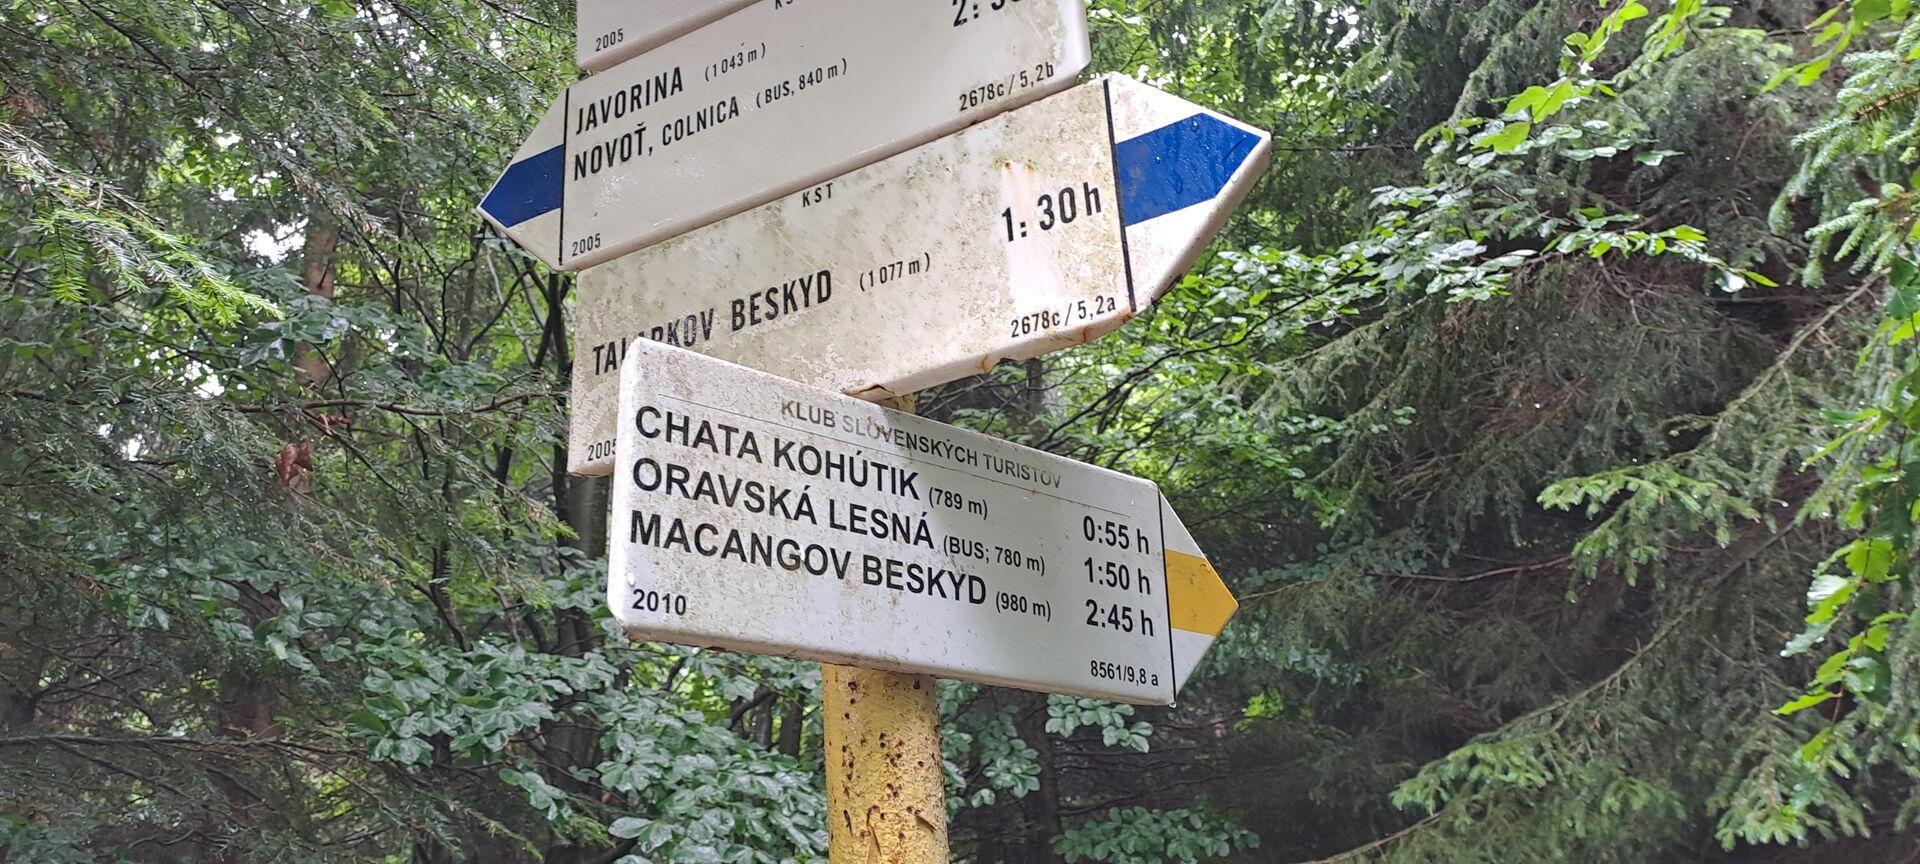 KST
2005
JAVORINA (1043 m)
NOVOŤ, COLNICA (BUS, 840 m)
2678c / 5,2b
2005
KST
1:30 h
BESKYD (1077 m)
2678c / 5,2a
2005
KLUB SLOVENSKÝCH TURISTOV
CHATA KOHÚTIK (789 m) 0:55 h
ORAVSKÁ LESNÁ (BUS; 780 m) 1:50 h
MACANGOV BESKYD (980 m) 2:45 h
2010
8561/9,8 a